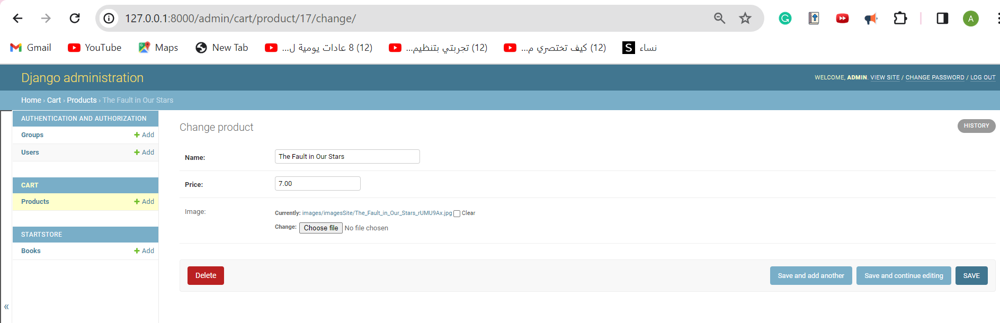 127.0.0.1:8000/admin/cart/product/17/change/
A
Gmail YouTube Maps New Tab (12) 8 عادات يومية ل... (12) تجربتي بتنظيم... (12) كيف تختصري م... S نساء
Django administration
WELCOME, ADMIN. VIEW SITE / CHANGE PASSWORD / LOG OUT
Home › Cart › Products › The Fault in Our Stars
AUTHENTICATION AND AUTHORIZATION
Groups + Add
Users + Add
CART
Products + Add
STARTSTORE
Books + Add
«
Change product
HISTORY
Name: The Fault in Our Stars
Price: 7.00
Image: Currently: images/imagesSite/The_Fault_in_Our_Stars_rUMU9Ax.jpg Clear
Change: Choose file No file chosen
Delete Save and add another Save and continue editing SAVE